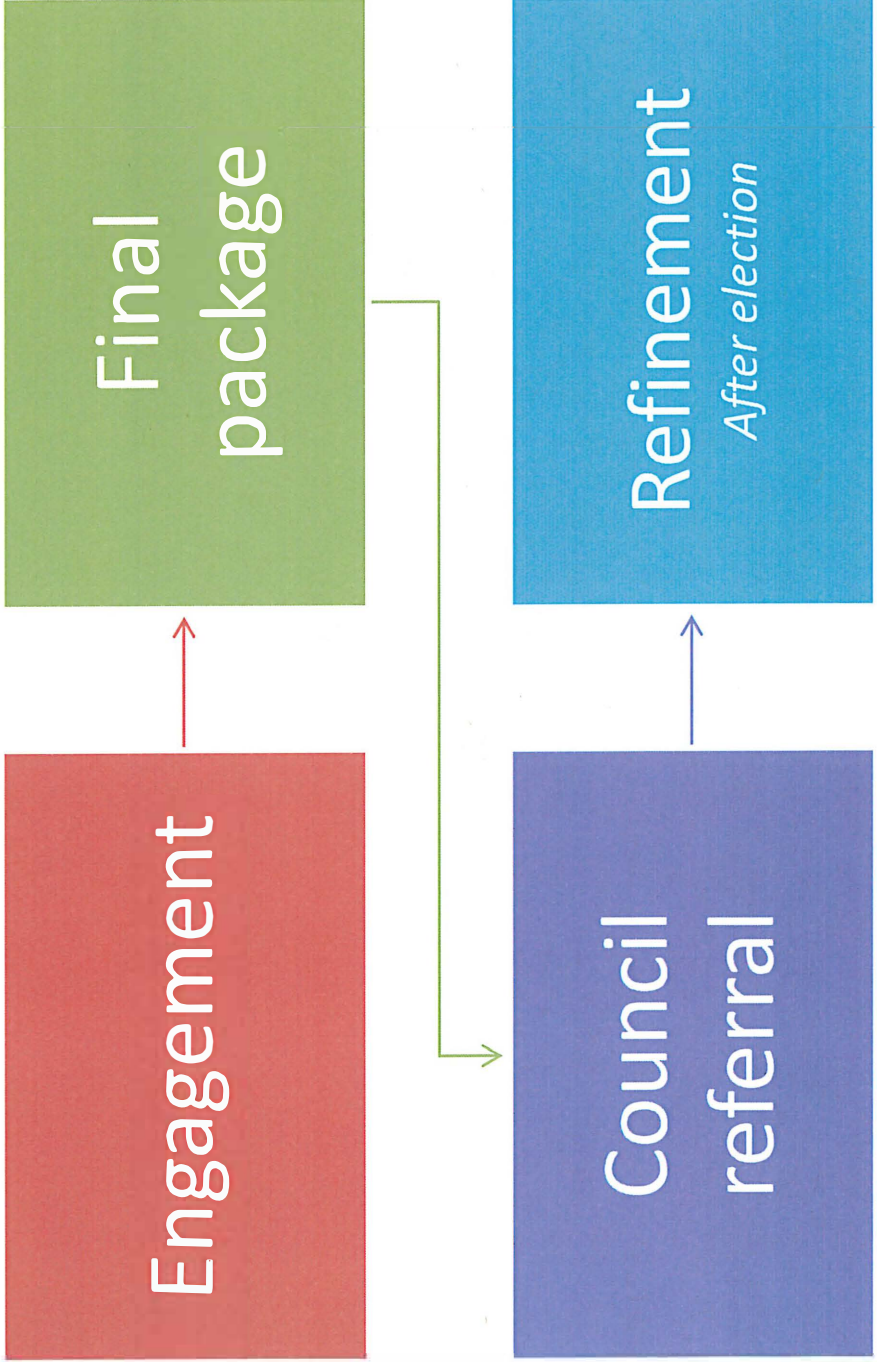 Engagement
Final
package
Council
referral
Refinement
After election